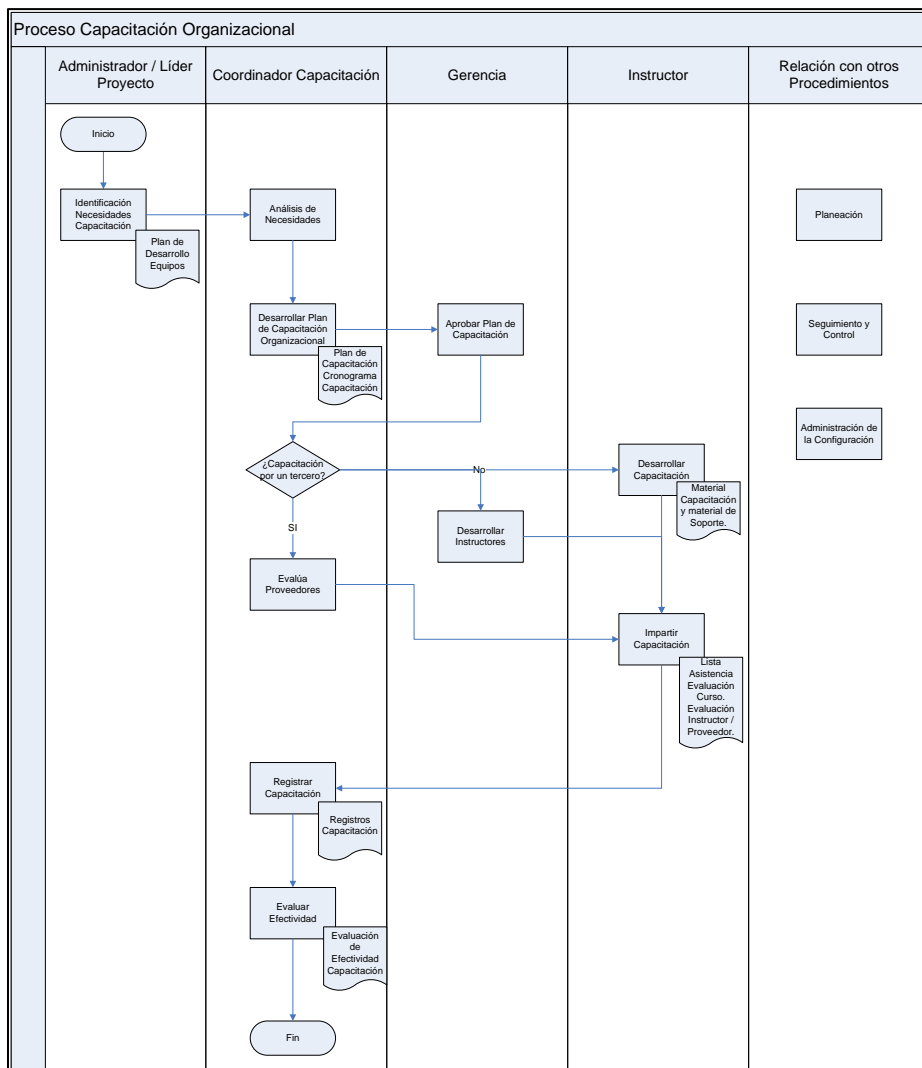 Proceso Capacitación Organizacional
Administrador / Líder
Proyecto
Coordinador Capacitación
Gerencia
Instructor
Relación con otros
Procedimientos
Inicio
Identificación
Necesidades
Capacitación
Plan de
Desarrollo
Equipos
Análisis de
Necesidades
Planeación
Desarrollar Plan
de Capacitación
Organizacional
Plan de
Capacitación
Cronograma
Capacitación
Aprobar Plan de
Capacitación
Seguimiento y
Control
¿Capacitación
por un tercero?
No
SI
Desarrollar
Capacitación
Material
Capacitación
y material de
Soporte.
Administración de
la Configuración
Desarrollar
Instructores
Evalúa
Proveedores
Impartir
Capacitación
Lista
Asistencia
Evaluación
Curso.
Evaluación
Instructor /
Proveedor.
Registrar
Capacitación
Registros
Capacitación
Evaluar
Efectividad
Evaluación
de
Efectividad
Capacitación
Fin